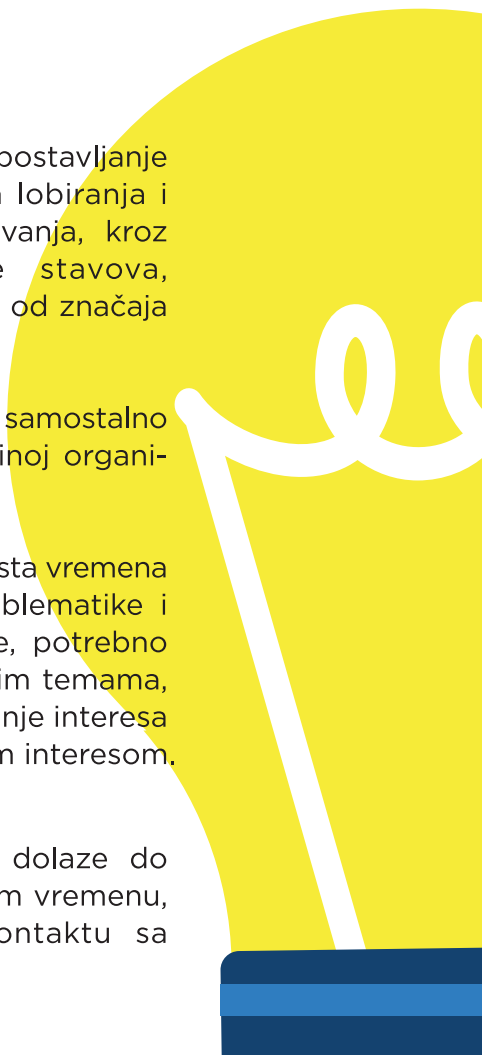 postavljanje
lobiranja i
vanja, kroz
stavova,
od značaja
samostalno
inoj organi-
sta vremena
blematike i
e, potrebno
im temama,
nje interesa
m interesom.
dolaze do
m vremenu,
ontaktu sa